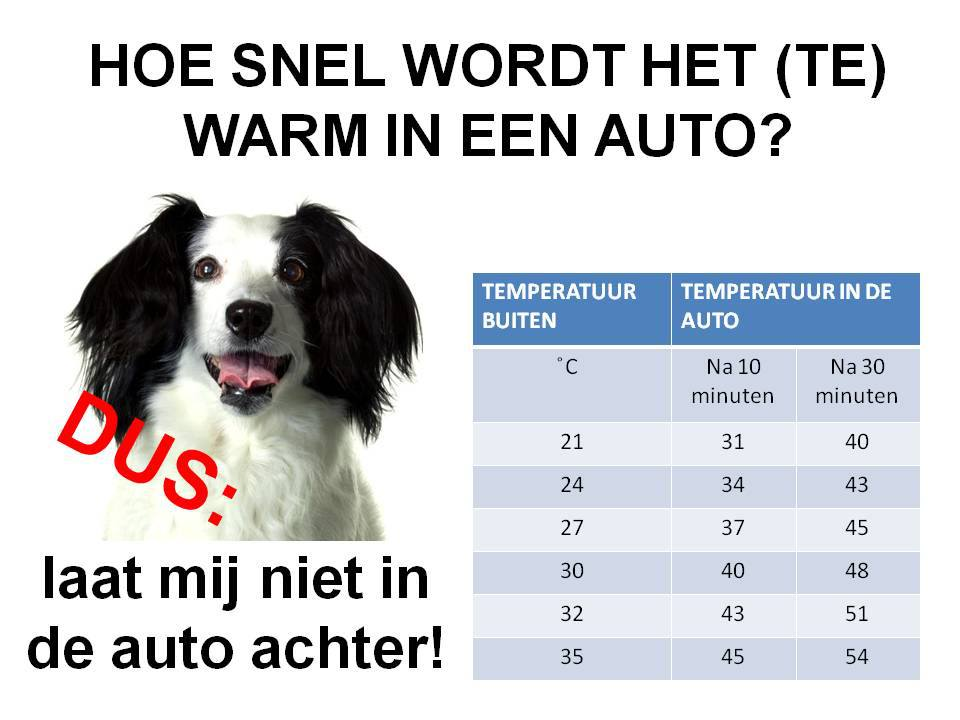 HOE SNEL WORDT HET (TE)
WARM IN EEN AUTO?
DUS:
laat mij niet in
de auto achter!
TEMPERATUUR BUITEN TEMPERATUUR IN DE AUTO
°C Na 10 minuten Na 30 minuten
21 31 40
24 34 43
27 37 45
30 40 48
32 43 51
35 45 54